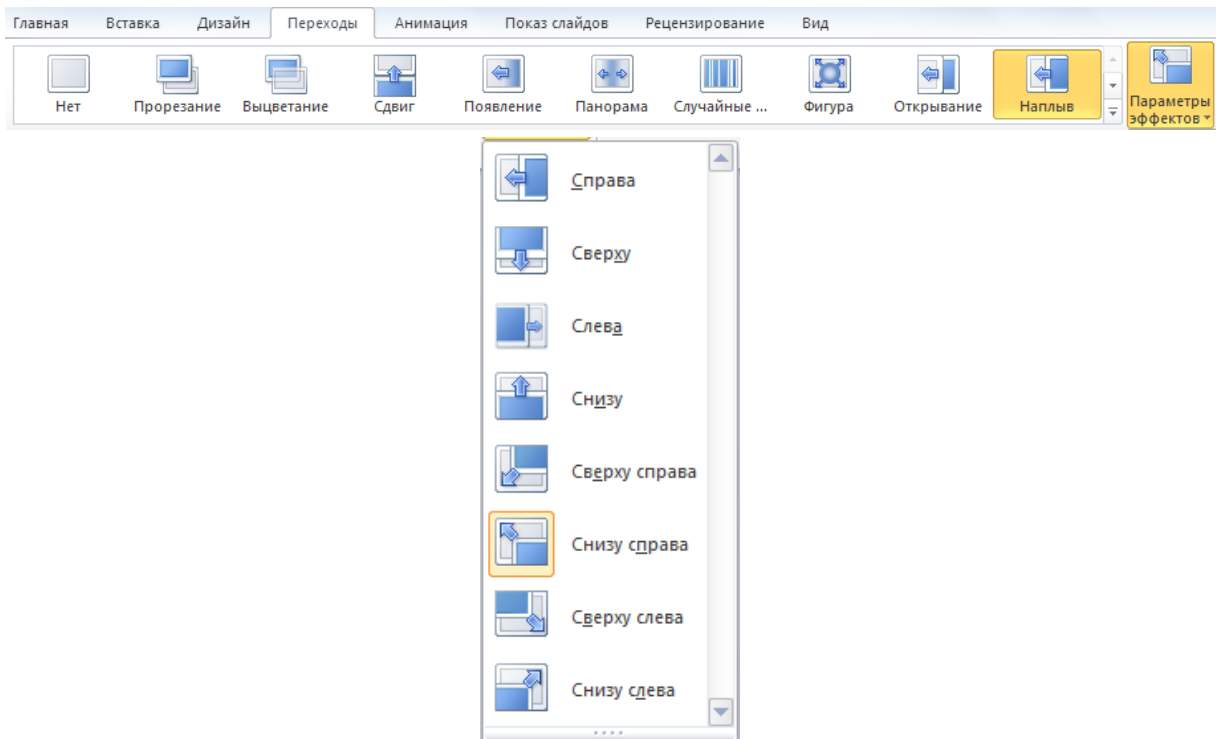 Главная Вставка Дизайн Переходы Анимация Показ слайдов Рецензирование Вид
Нет Прорезание Выцветание Сдвиг Появление Панорама Случайные ... Фигура Открывание Наплыв Параметры
эффектов
Справа
Сверху
Слева
Снизу
Сверху справа
Снизу справа
Сверху слева
Снизу слева